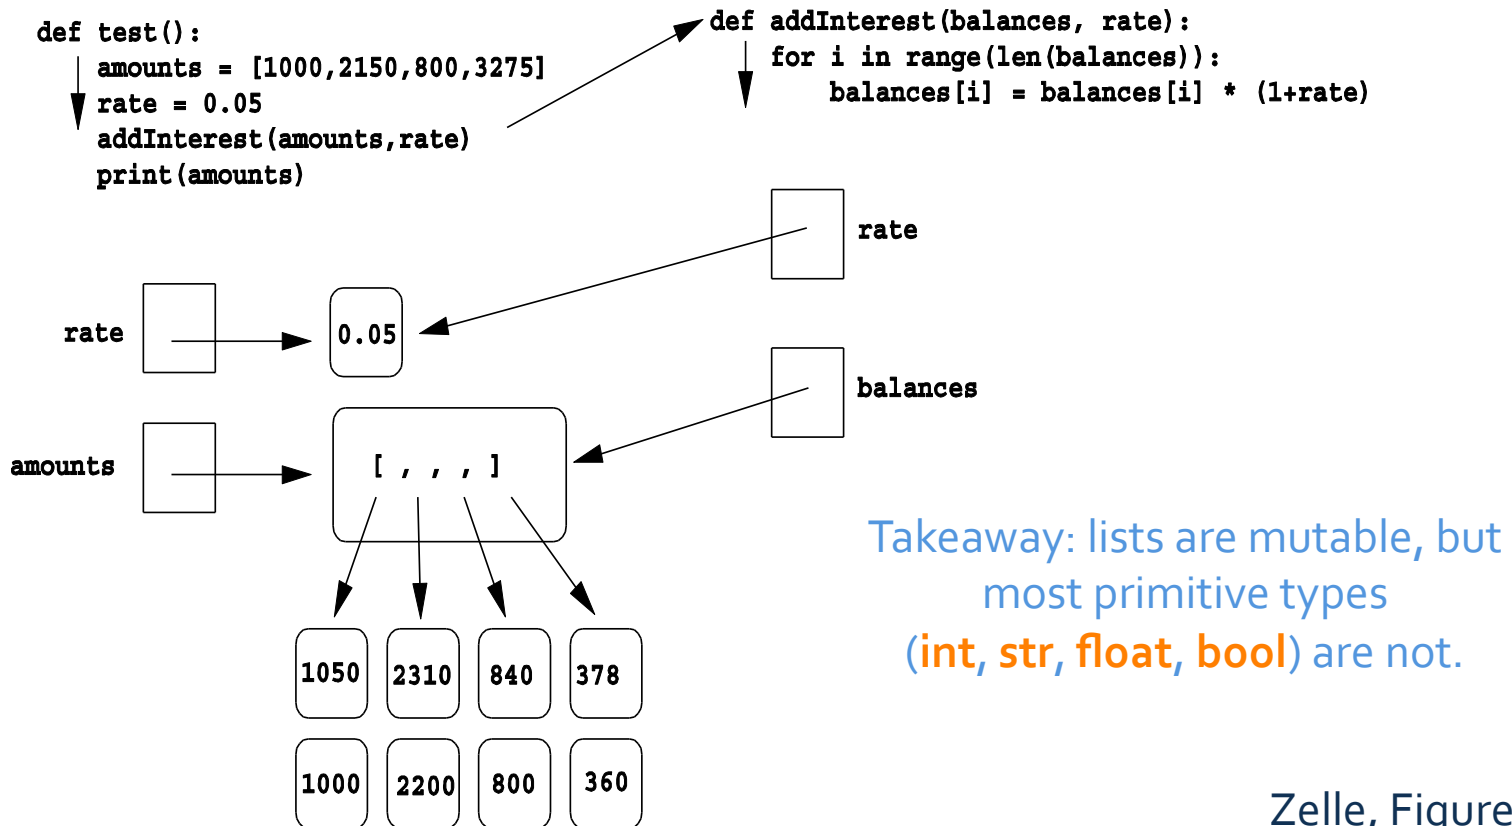 def test():
amounts = [1000,2150,800,3275]
rate = 0.05
addInterest(amounts,rate)
print(amounts)
def addInterest(balances, rate):
for i in range(len(balances)):
balances[i] = balances[i] * (1+rate)
rate
rate
0.05
balances
amounts
[ , , , ]
Takeaway: lists are mutable, but
most primitive types
(int, str, float, bool) are not.
1050 2310 840 378
1000 2200 800 360
Zelle, Figure